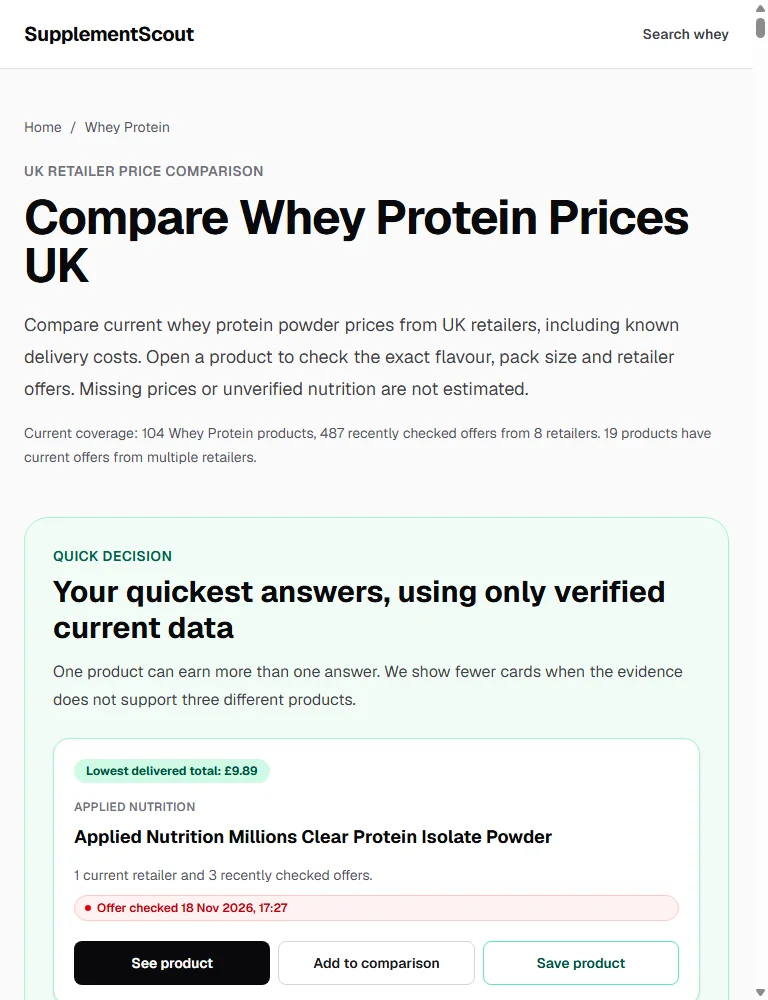 SupplementScout
Search whey
Home / Whey Protein
UK RETAILER PRICE COMPARISON
Compare Whey Protein Prices
UK
Compare current whey protein powder prices from UK retailers, including known
delivery costs. Open a product to check the exact flavour, pack size and retailer
offers. Missing prices or unverified nutrition are not estimated.
Current coverage: 104 Whey Protein products, 487 recently checked offers from 8 retailers. 19 products have
current offers from multiple retailers.
QUICK DECISION
Your quickest answers, using only verified
current data
One product can earn more than one answer. We show fewer cards when the evidence
does not support three different products.
Lowest delivered total: £9.89
APPLIED NUTRITION
Applied Nutrition Millions Clear Protein Isolate Powder
1 current retailer and 3 recently checked offers.
Offer checked 18 Nov 2026, 17:27
See product
Add to comparison
Save product